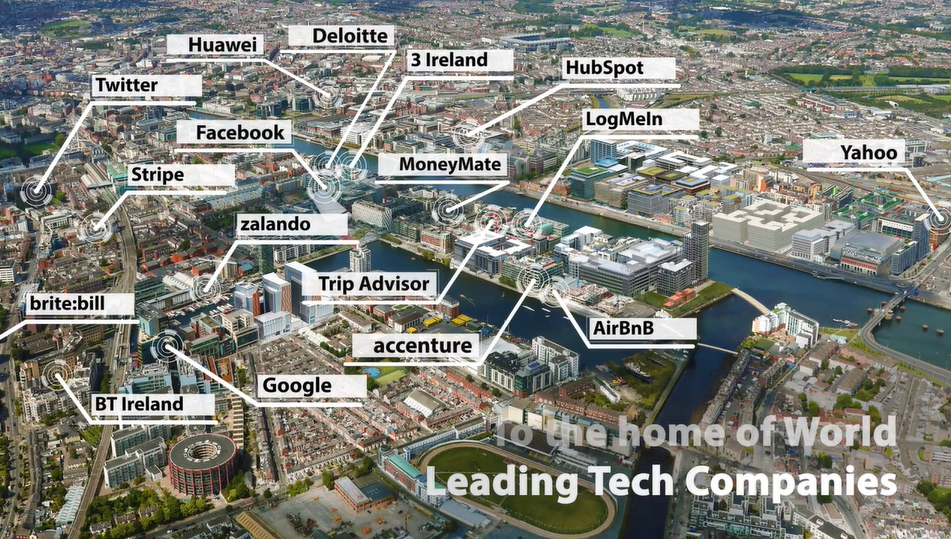 Huawei
Deloitte
3 Ireland
HubSpot
Twitter
LogMeIn
Facebook
Yahoo
MoneyMate
Stripe
zalando
Trip Advisor
brite:bill
AirBnB
accenture
Google
BT Ireland
To the home of World
Leading Tech Companies